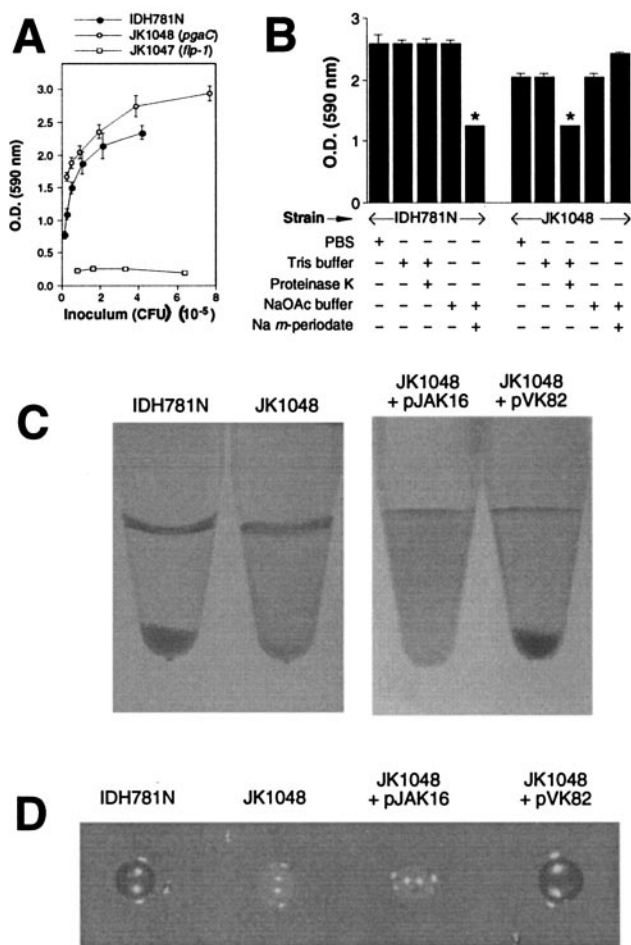 A
IDH781N
JK1048 (pgaC)
JK1047 (flp-1)
O.D. (590 nm)
3.0
2.5
2.0
1.5
1.0
0.5
0.0
0 2 4 6 8
Inoculum (CFU) (10-5)
B
O.D. (590 nm)
3
2
1
0
* *
Strain IDH781N JK1048
PBS + - - - - + - - - -
Tris buffer - + + - - - + + - -
Proteinase K - - + - - - - + - -
NaOAc buffer - - - + + - - - + +
Na m-periodate - - - - + - - - - +
C
IDH781N
JK1048
JK1048
+ pJAK16
JK1048
+ pVK82
D
IDH781N
JK1048
JK1048
+ pJAK16
JK1048
+ pVK82